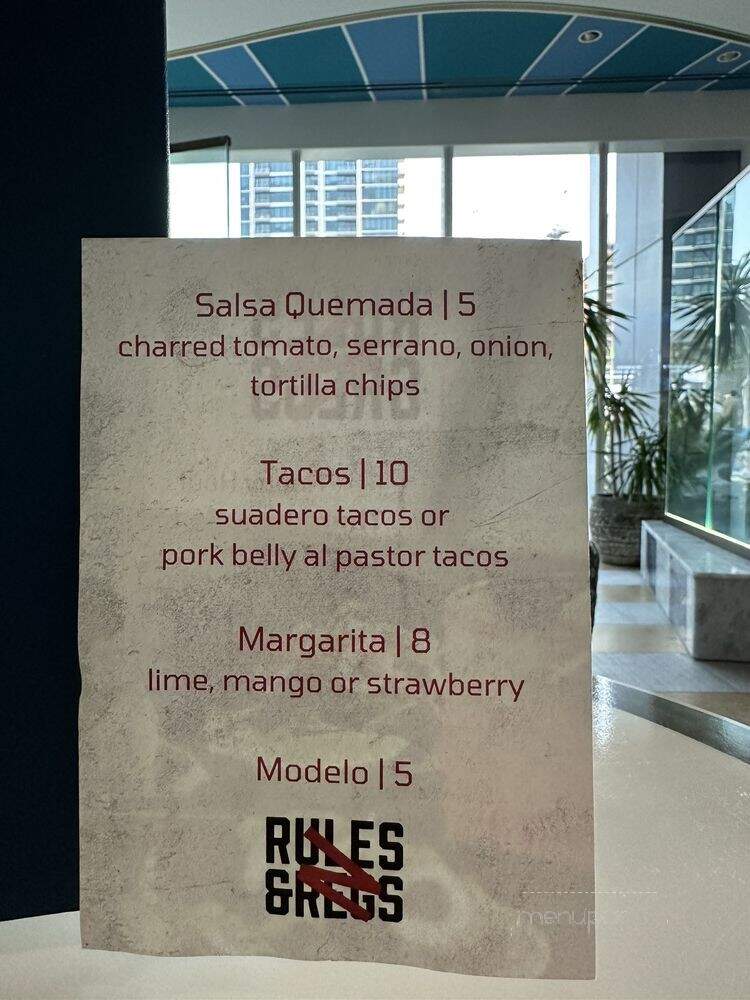 Salsa Quemada | 5
charred tomato, serrano, onion,
tortilla chips
Tacos | 10
suadero tacos or
pork belly al pastor tacos
Margarita | 8
lime, mango or strawberry
Modelo | 5
RULES
&REGS